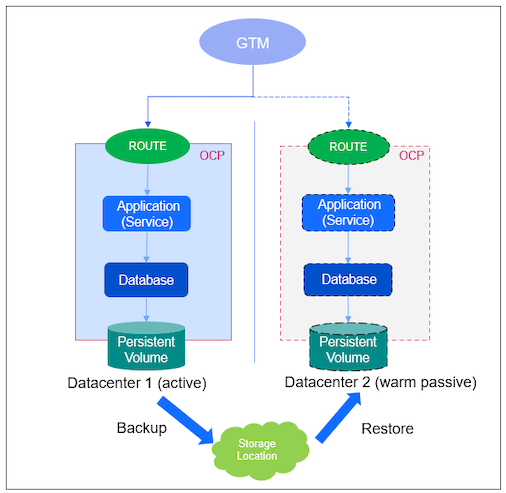 GTM
ROUTE
OCP
Application
(Service)
Database
Persistent
Volume
Datacenter 1 (active)
ROUTE
OCP
Application
(Service)
Database
Persistent
Volume
Datacenter 2 (warm passive)
Backup
Storage
Location
Restore